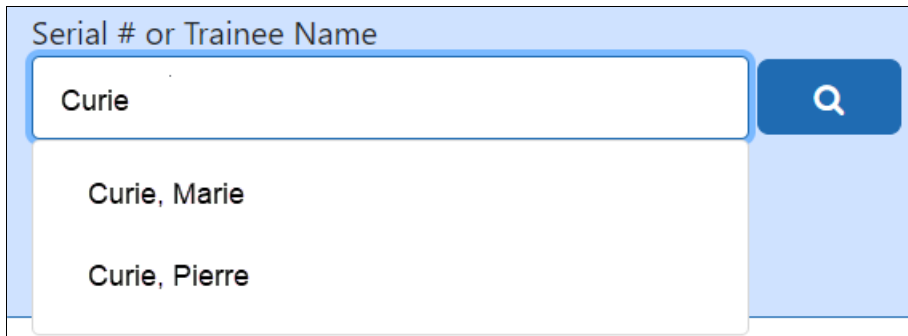 Serial # or Trainee Name
Curie
Curie, Marie
Curie, Pierre